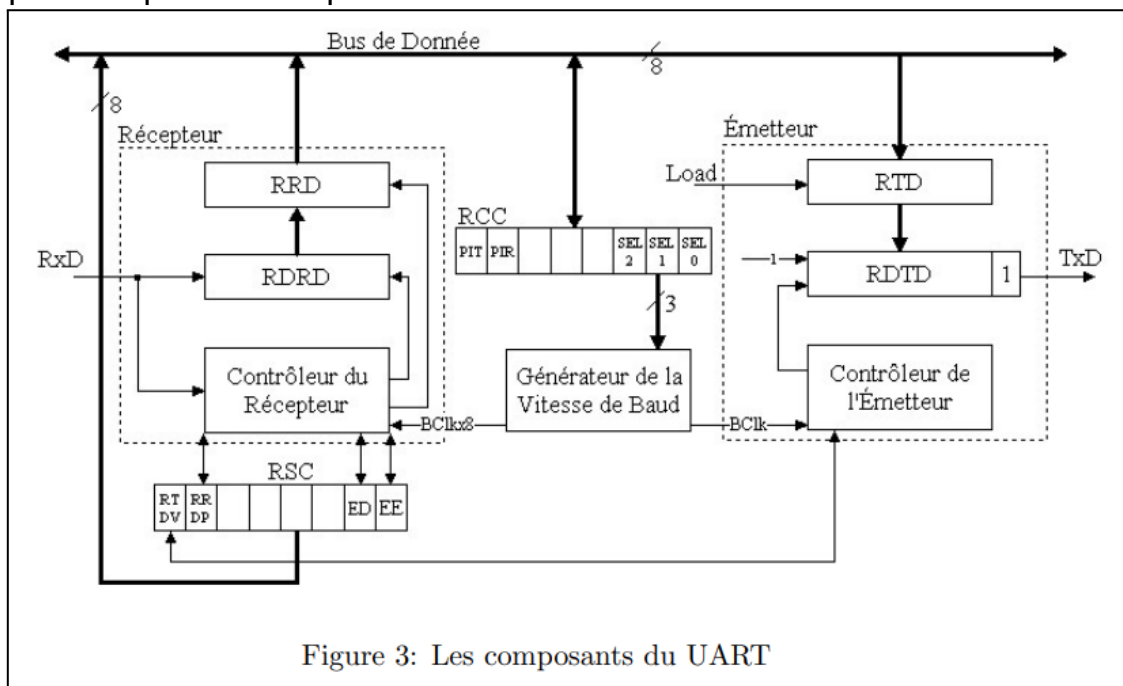 Bus de Donnée
8
8
Récepteur
Émetteur
RRD
Load
RTD
RCC
PIT PIR SEL 2 SEL 1 SEL 0
RxD
RDRD
1
RDTD 1
TxD
3
Contrôleur du
Récepteur
Générateur de la
Vitesse de Baud
Contrôleur de
l'Émetteur
BClkx8
BClk
RSC
RT DV RR DP ED EE
Figure 3: Les composants du UART